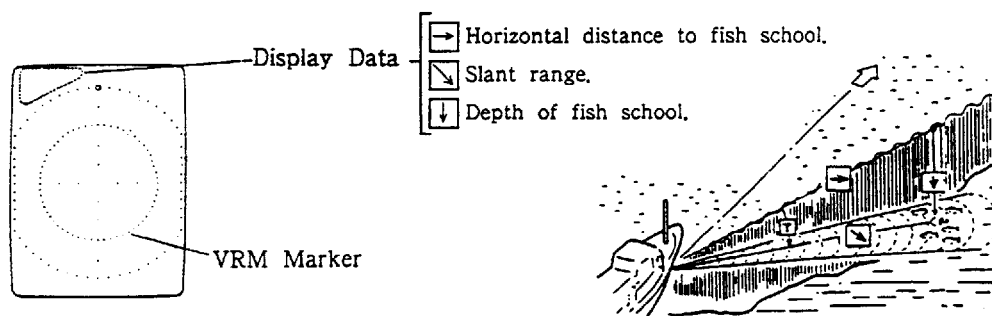 Display Data
→ Horizontal distance to fish school.
↘ Slant range.
↓ Depth of fish school.
VRM Marker
→
↓
T
↘